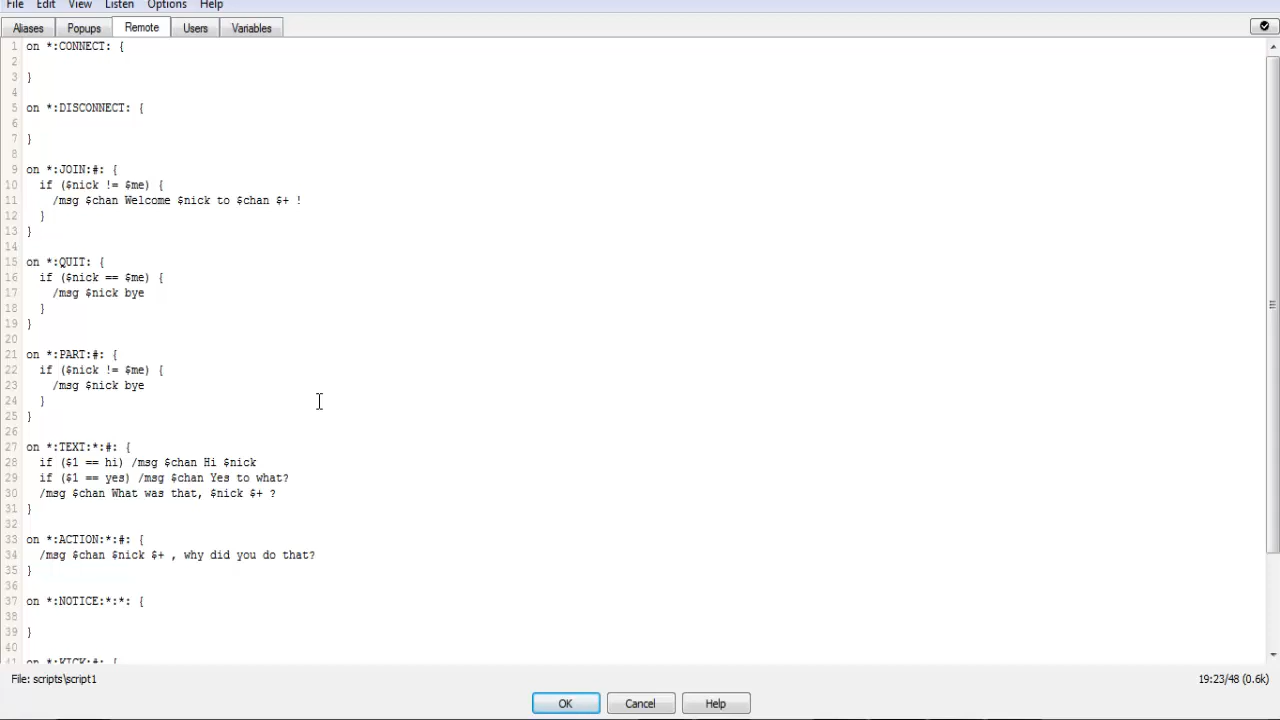 File Edit View Listen Options Help
Aliases Popups Remote Users Variables
1 on *:CONNECT: {
2
3 }
4
5 on *:DISCONNECT: {
6
7 }
8
9 on *:JOIN:#: {
10 if ($nick != $me) {
11 /msg $chan Welcome $nick to $chan $+ !
12 }
13 }
14
15 on *:QUIT: {
16 if ($nick == $me) {
17 /msg $nick bye
18 }
19 }
20
21 on *:PART:#: {
22 if ($nick != $me) {
23 /msg $nick bye
24 }
25 }
26
27 on *:TEXT:*:#: {
28 if ($1 == hi) /msg $chan Hi $nick
29 if ($1 == yes) /msg $chan Yes to what?
30 /msg $chan What was that, $nick $+ ?
31 }
32
33 on *:ACTION:*:#: {
34 /msg $chan $nick $+ , why did you do that?
35 }
36
37 on *:NOTICE:*:*: {
38
39 }
40
41 on *:KICK:#: {
File: scripts\script1 19:23/48 (0.6k)
OK Cancel Help